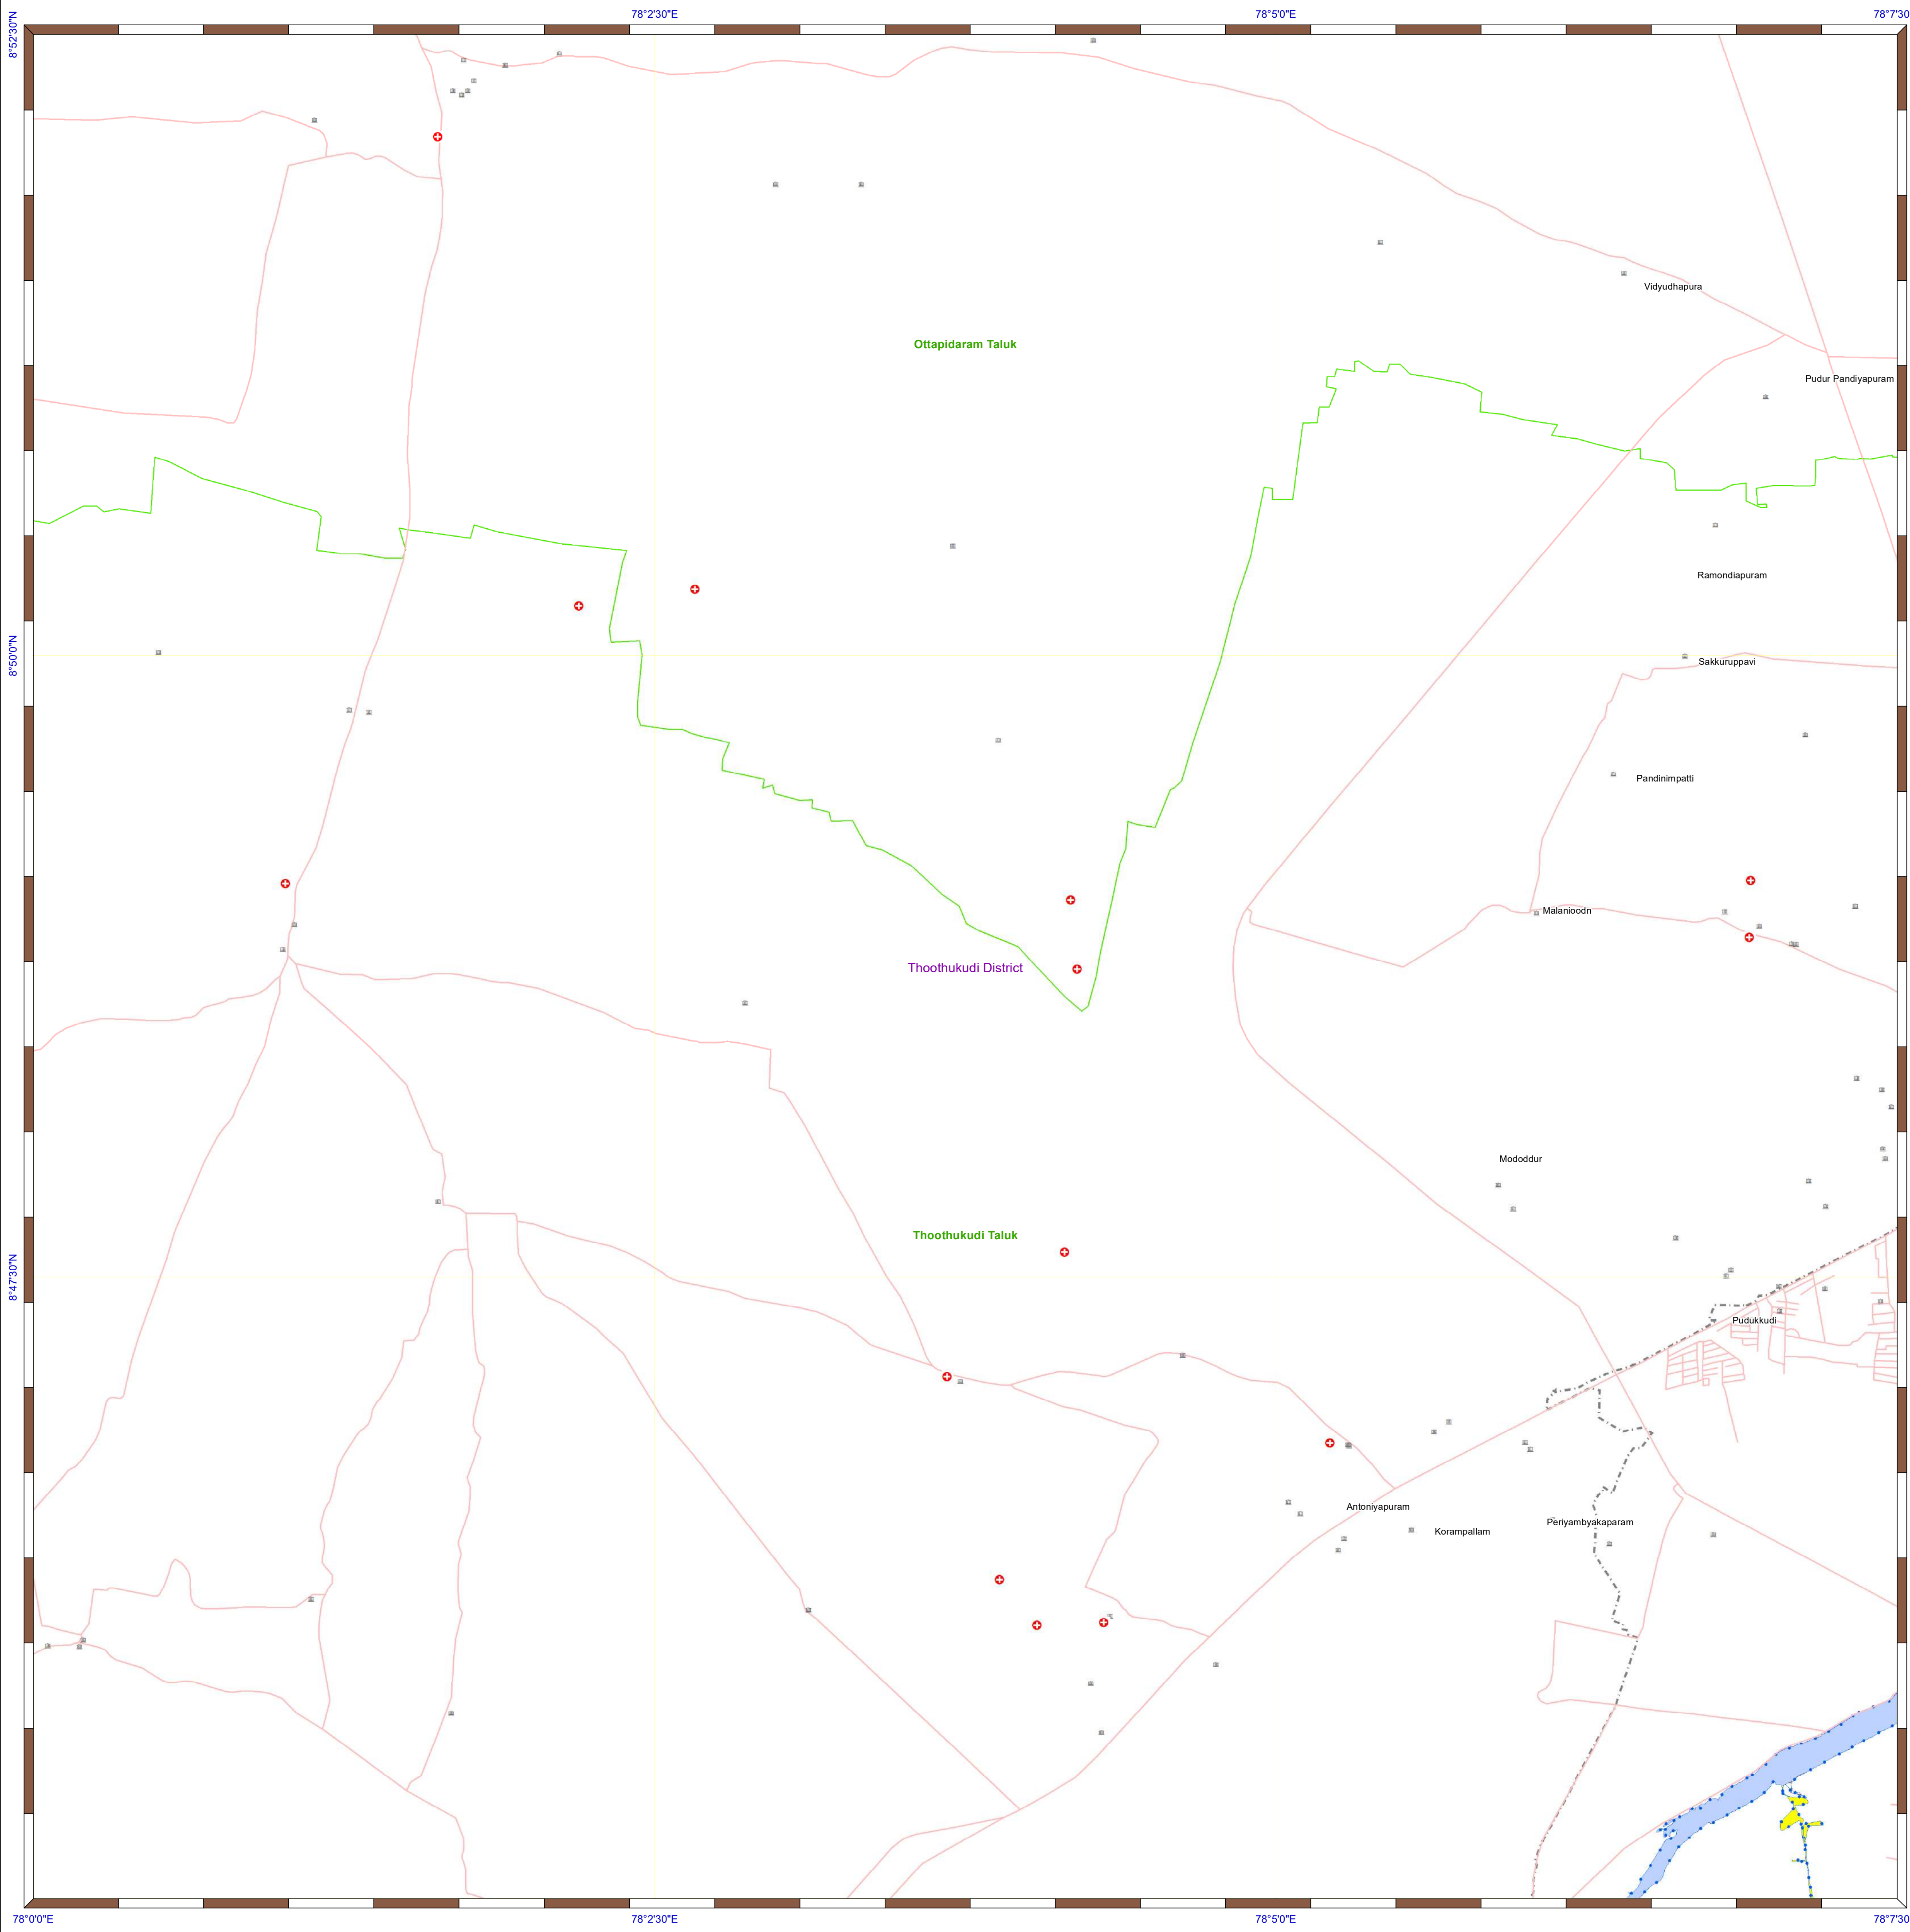 78°2'30"E
78°5'0"E
78°7'30
8°52'30"N
Vidyudhapura
Ottapidaram Taluk
Pudur Pandiyapuram
Ramondiapuram
8°50'0"N
Sakkuruppavi
Pandinimpatti
Malanioodn
Thoothukudi District
Mododdur
Thoothukudi Taluk
8°47'30"N
Pudukkudi
Antoniyapuram
Periyambyakaparam
Korampallam
78°0'0"E
78°2'30"E
78°5'0"E
78°7'30